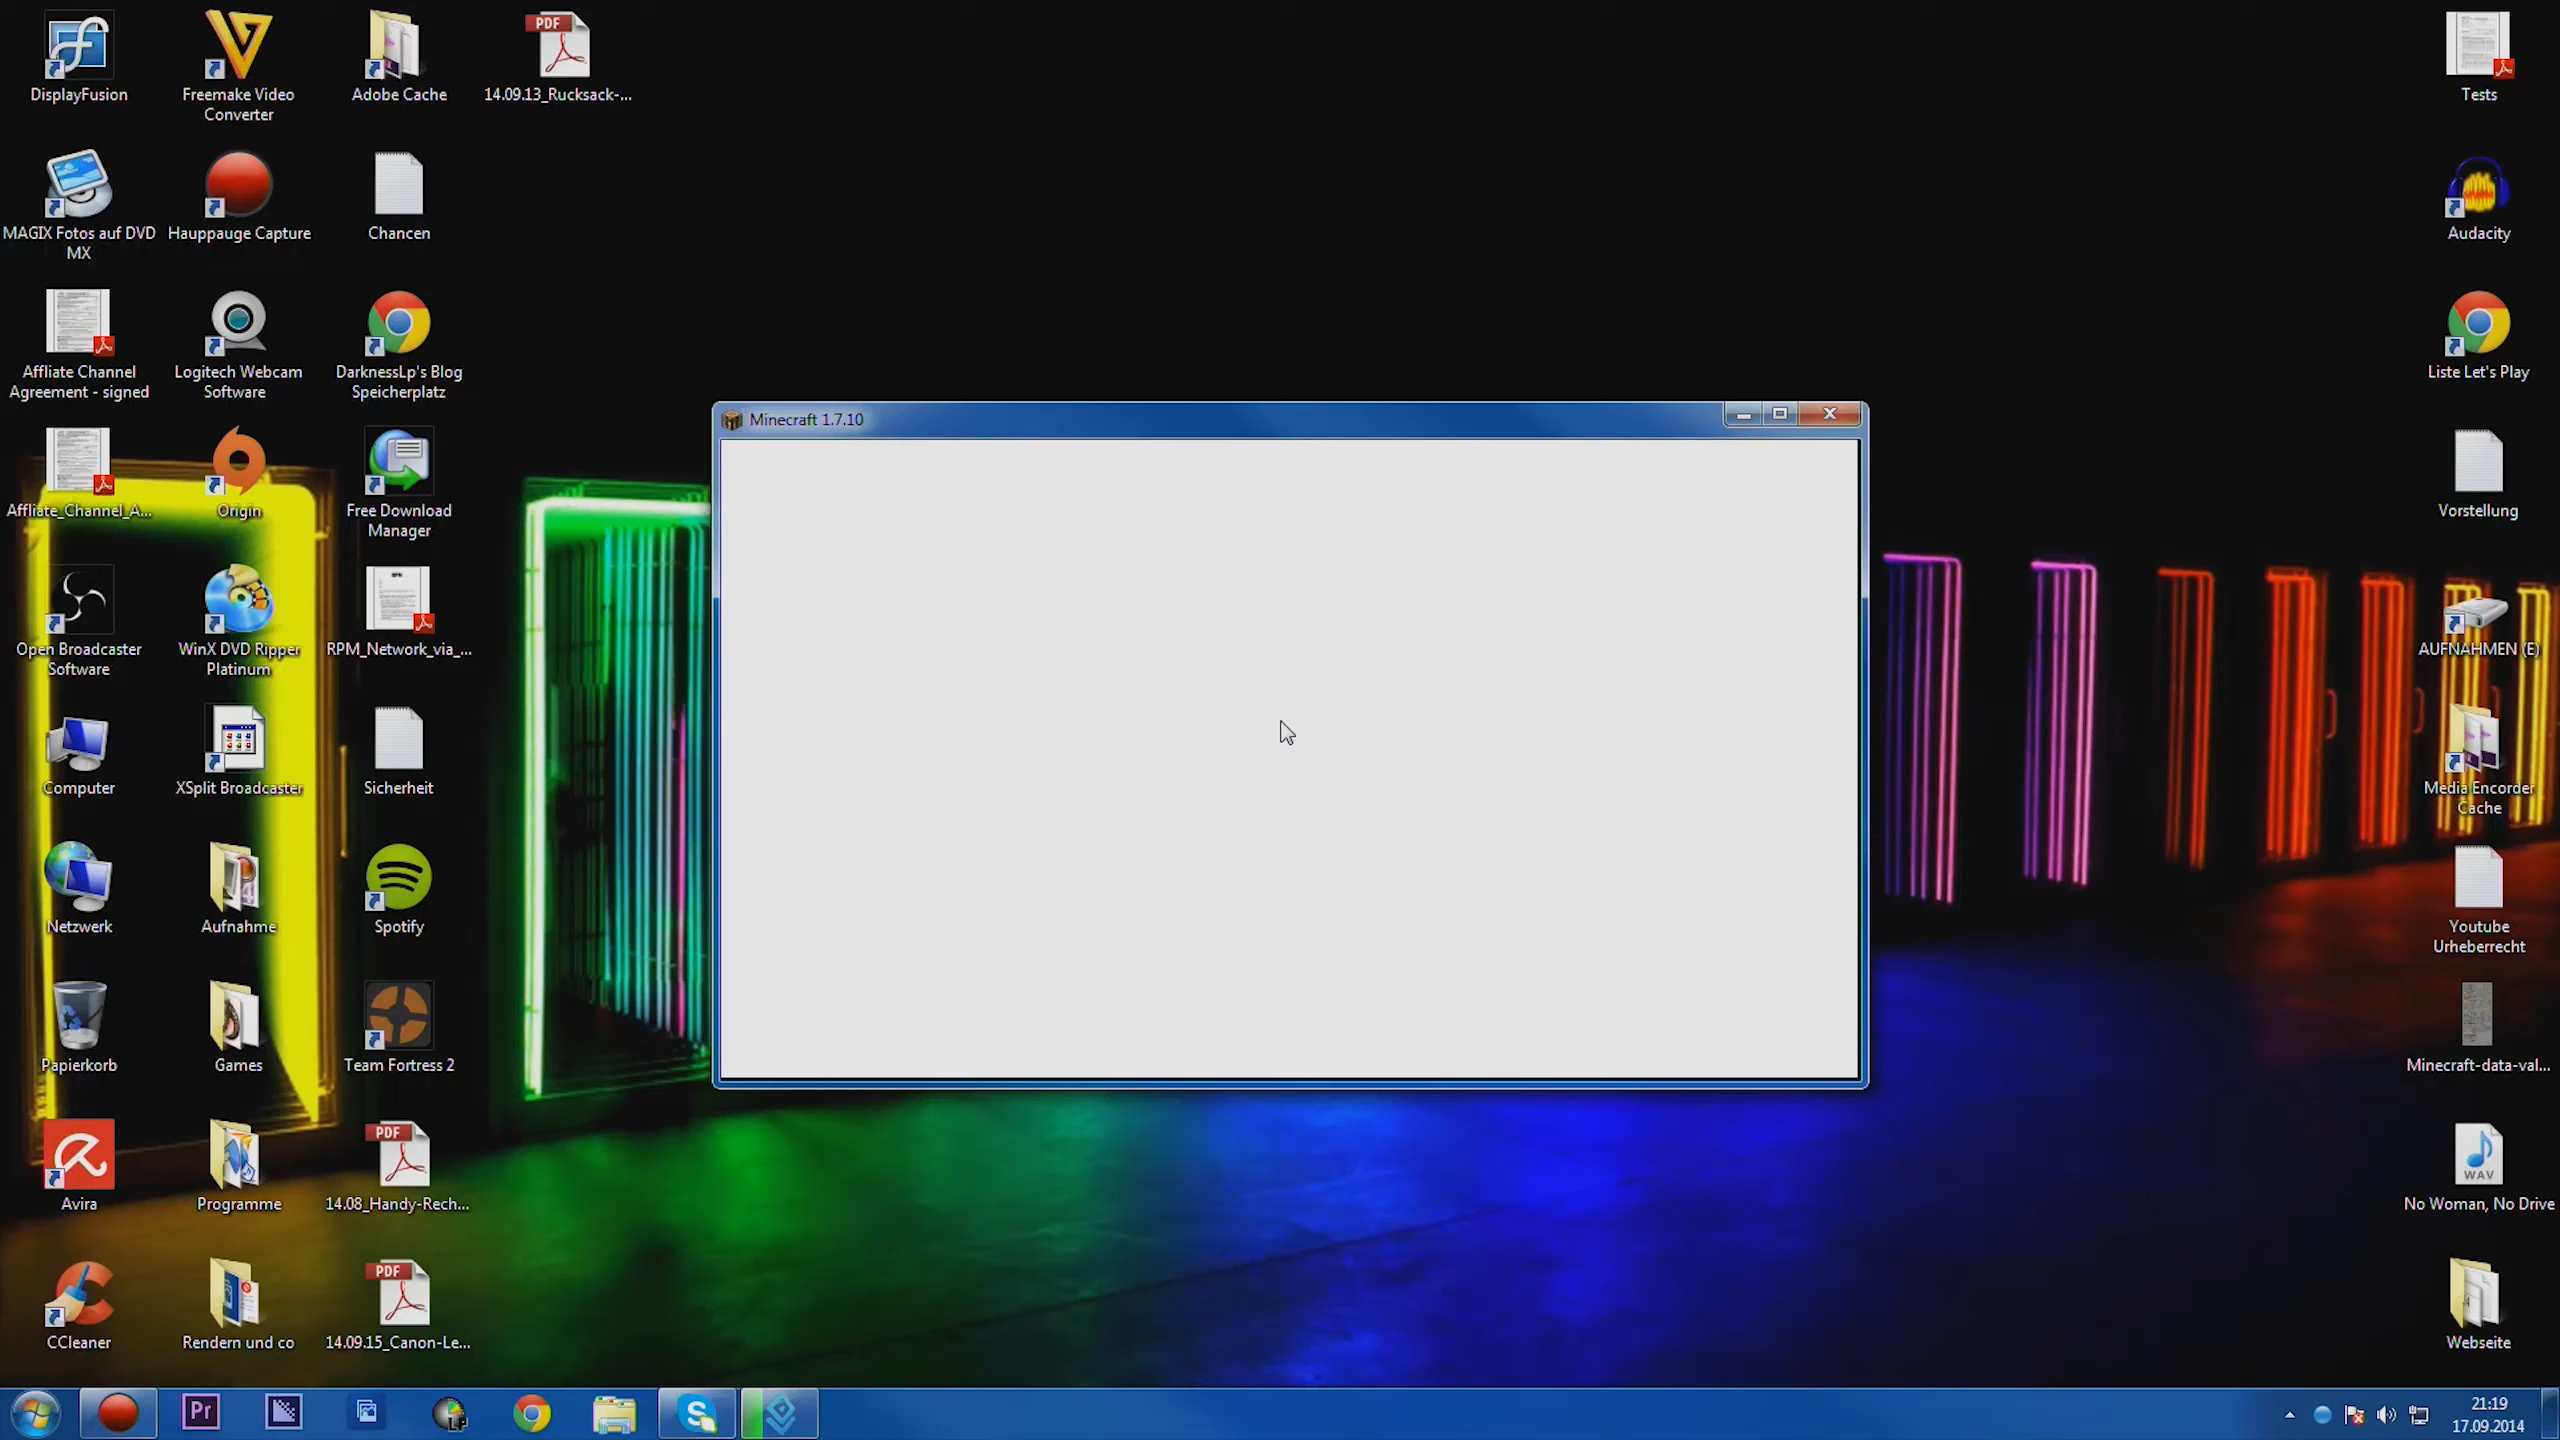 DisplayFusion
Freemake Video
Converter
Adobe Cache
PDF
14.09.13_Rucksack-...
Tests
MAGIX Fotos auf DVD
MX
Hauppauge Capture
Chancen
Audacity
Affliate Channel
Agreement - signed
Logitech Webcam
Software
DarknessLp's Blog
Speicherplatz
Liste Let's Play
Minecraft 1.7.10
Affliate_Channel_A...
Origin
Free Download
Manager
Vorstellung
Open Broadcaster
Software
WinX DVD Ripper
Platinum
RPM_Network_via_...
AUFNAHMEN (E)
Computer
XSplit Broadcaster
Sicherheit
Media Encorder
Cache
Netzwerk
Aufnahme
Spotify
Youtube
Urheberrecht
Papierkorb
Games
Team Fortress 2
Minecraft-data-val...
Avira
Programme
PDF
14.08_Handy-Rech...
WAV
No Woman, No Drive
CCleaner
Rendern und co
PDF
14.09.15_Canon-Le...
Webseite
Pr
LP
S
21:19
17.09.2014